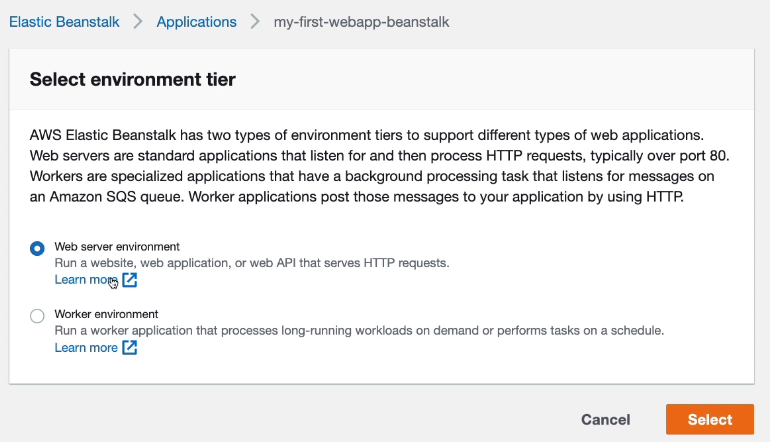 Elastic Beanstalk > Applications > my-first-webapp-beanstalk
Select environment tier
AWS Elastic Beanstalk has two types of environment tiers to support different types of web applications.
Web servers are standard applications that listen for and then process HTTP requests, typically over port 80.
Workers are specialized applications that have a background processing task that listens for messages on
an Amazon SQS queue. Worker applications post those messages to your application by using HTTP.
Web server environment
Run a website, web application, or web API that serves HTTP requests.
Learn more
Worker environment
Run a worker application that processes long-running workloads on demand or performs tasks on a schedule.
Learn more
Cancel Select